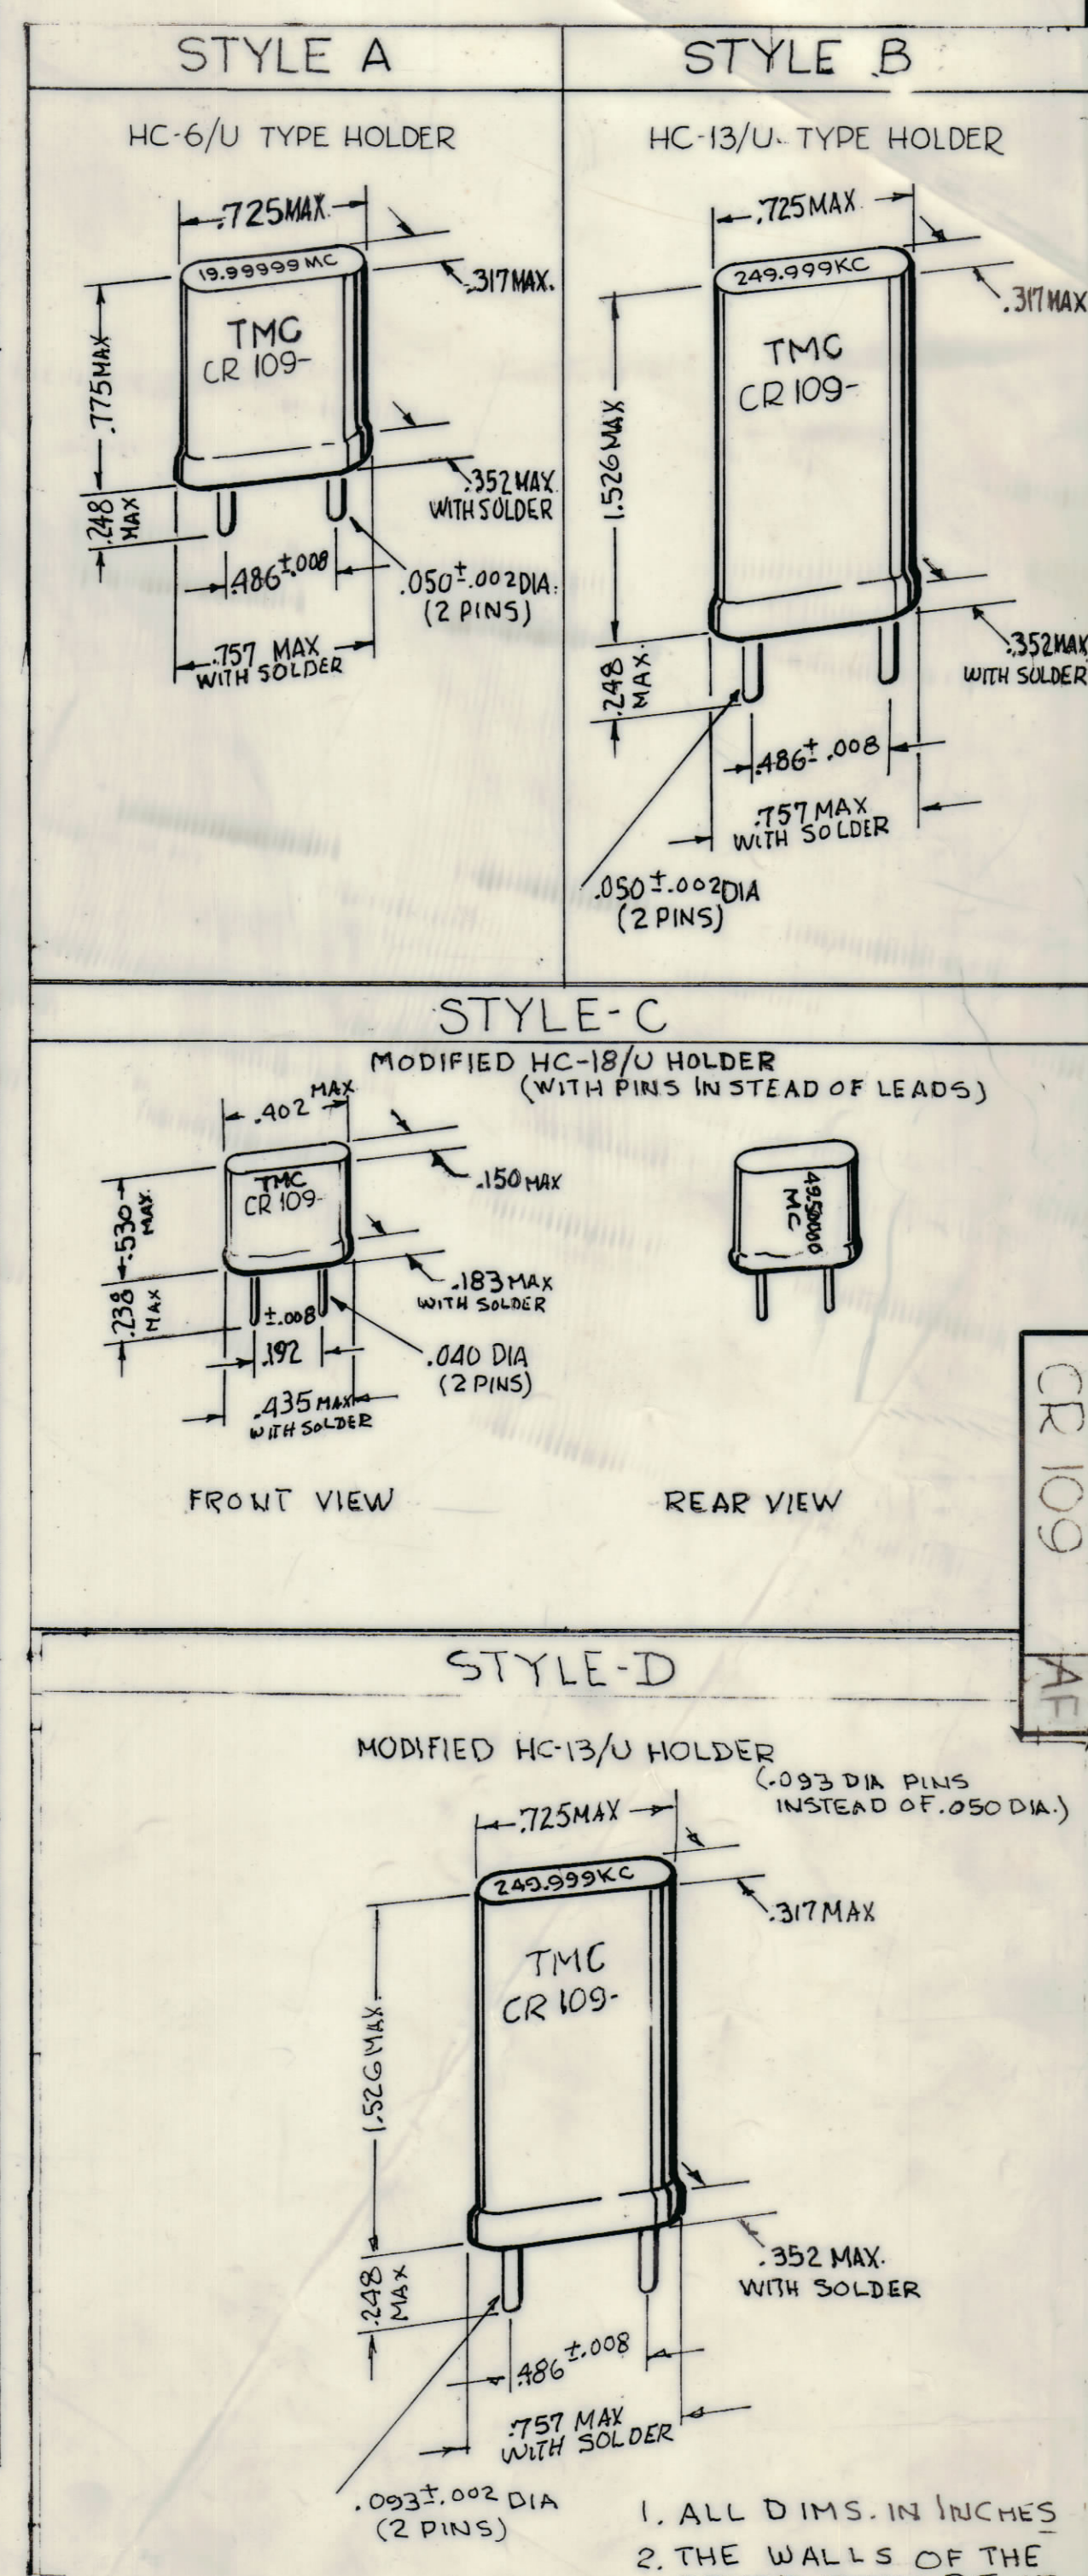 STYLE A
HC-6/U TYPE HOLDER
.725 MAX.
19.99999 MC
.317 MAX.
TMC
CR 109-
.775 MAX
.352 MAX
WITH SOLDER
.248
MAX
.486 ±.008
.050 ±.002 DIA.
(2 PINS)
.757 MAX
WITH SOLDER
STYLE B
HC-13/U TYPE HOLDER
.725 MAX
249.999KC
.317 MAX
TMC
CR 109-
1.526 MAX
.352 MAX
WITH SOLDER
.248
MAX.
.486 ± .008
.757 MAX
WITH SOLDER
.050 ±.002 DIA
(2 PINS)
STYLE-C
MODIFIED HC-18/U HOLDER
(WITH PINS INSTEAD OF LEADS)
.402 MAX
.150 MAX
TMC
CR 109-
.530
MAX.
.183 MAX
WITH SOLDER
.238
MAX
±.008
.192
.040 DIA
(2 PINS)
.435 MAX
WITH SOLDER
FRONT VIEW
49.50000
MC
REAR VIEW
CR 109
AF
STYLE-D
MODIFIED HC-13/U HOLDER
(.093 DIA PINS
INSTEAD OF .050 DIA.)
.725 MAX
249.999KC
.317 MAX
TMC
CR 109-
1.526 MAX
.352 MAX.
WITH SOLDER
.248
MAX
.486 ±.008
.757 MAX
WITH SOLDER
.093 ±.002 DIA
(2 PINS)
1. ALL DIMS. IN INCHES
2. THE WALLS OF THE